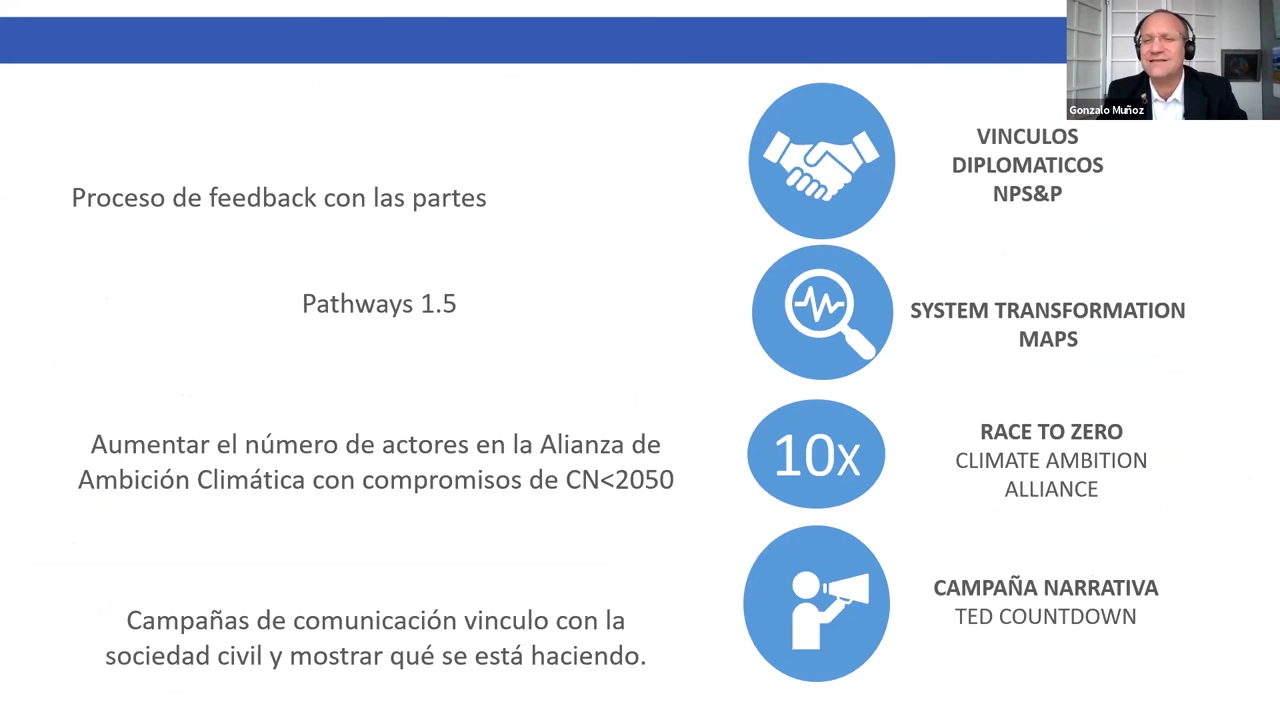 Gonzalo Muñoz
Proceso de feedback con las partes
VINCULOS
DIPLOMATICOS
NPS&P
Pathways 1.5
SYSTEM TRANSFORMATION
MAPS
Aumentar el número de actores en la Alianza de
Ambición Climática con compromisos de CN<2050
10x
RACE TO ZERO
CLIMATE AMBITION
ALLIANCE
Campañas de comunicación vinculo con la
sociedad civil y mostrar qué se está haciendo.
CAMPAÑA NARRATIVA
TED COUNTDOWN